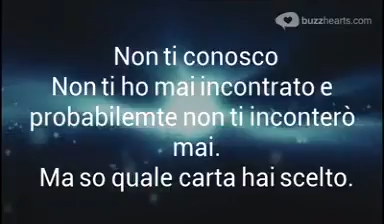 buzzhearts.com
Non ti conosco
Non ti ho mai incontrato e
probabilemte non ti inconterò
mai.
Ma so quale carta hai scelto.